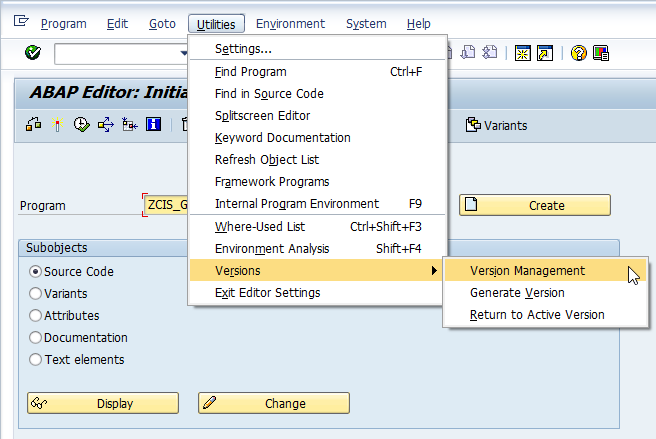 Program Edit Goto Utilities Environment System Help
Settings...
ABAP Editor: Initia
Find Program Ctrl+F
Find in Source Code
Splitscreen Editor
Variants
Keyword Documentation
Refresh Object List
Framework Programs
Program ZCIS_G Internal Program Environment F9 Create
Where-Used List Ctrl+Shift+F3
Subobjects Environment Analysis Shift+F4
Source Code Versions Version Management
Variants Exit Editor Settings Generate Version
Attributes Return to Active Version
Documentation
Text elements
Display Change